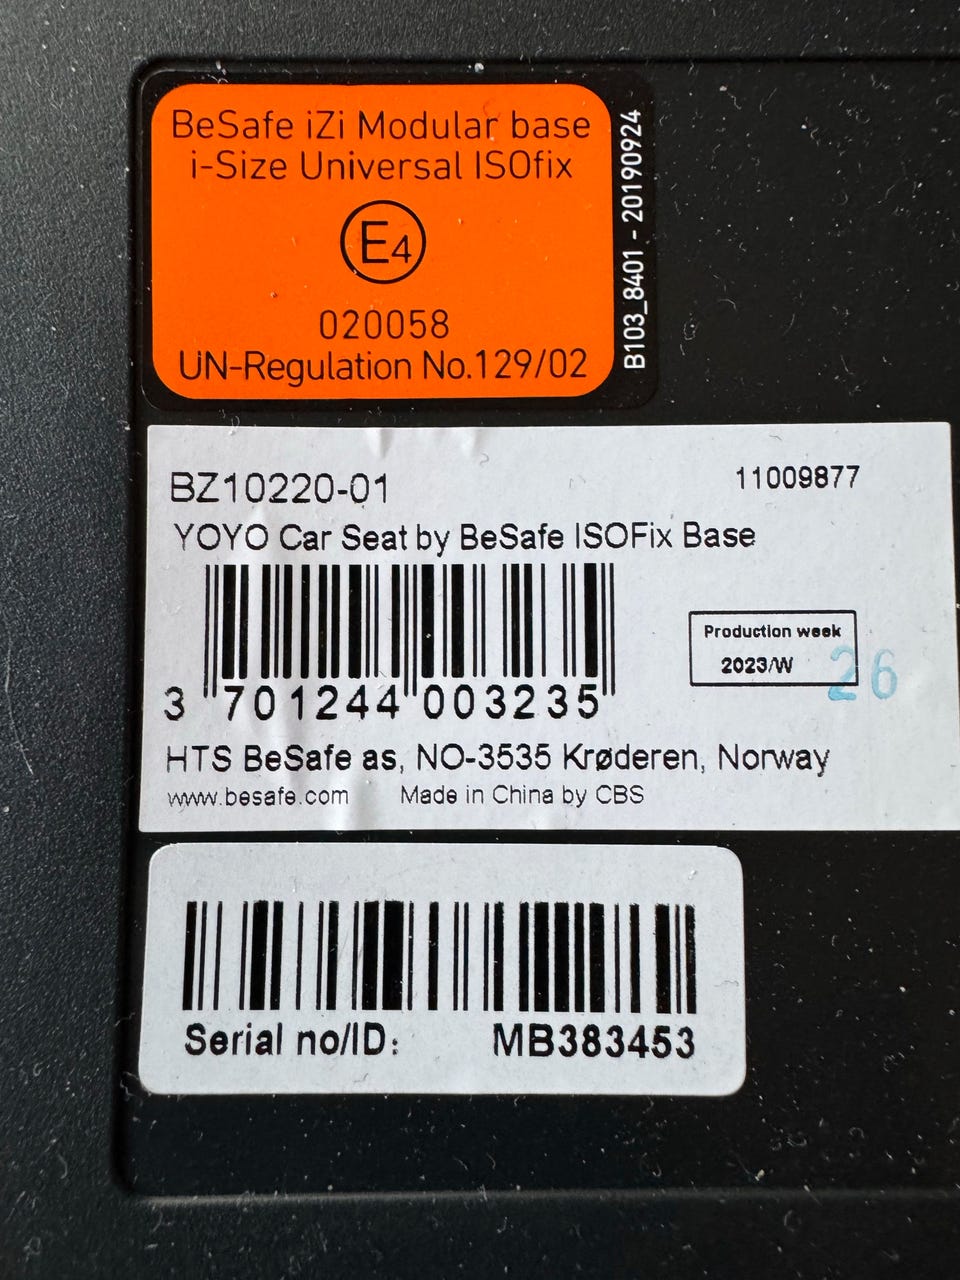 BeSafe iZi Modular base
i-Size Universal ISOfix
E4
020058
UN-Regulation No.129/02
B103_8401 - 20190924
BZ10220-01
11009877
YOYO Car Seat by BeSafe ISOFix Base
Production week
2023/W 26
3 701244 003235
HTS BeSafe as, NO-3535 Krøderen, Norway
www.besafe.com Made in China by CBS
Serial no/ID: MB383453